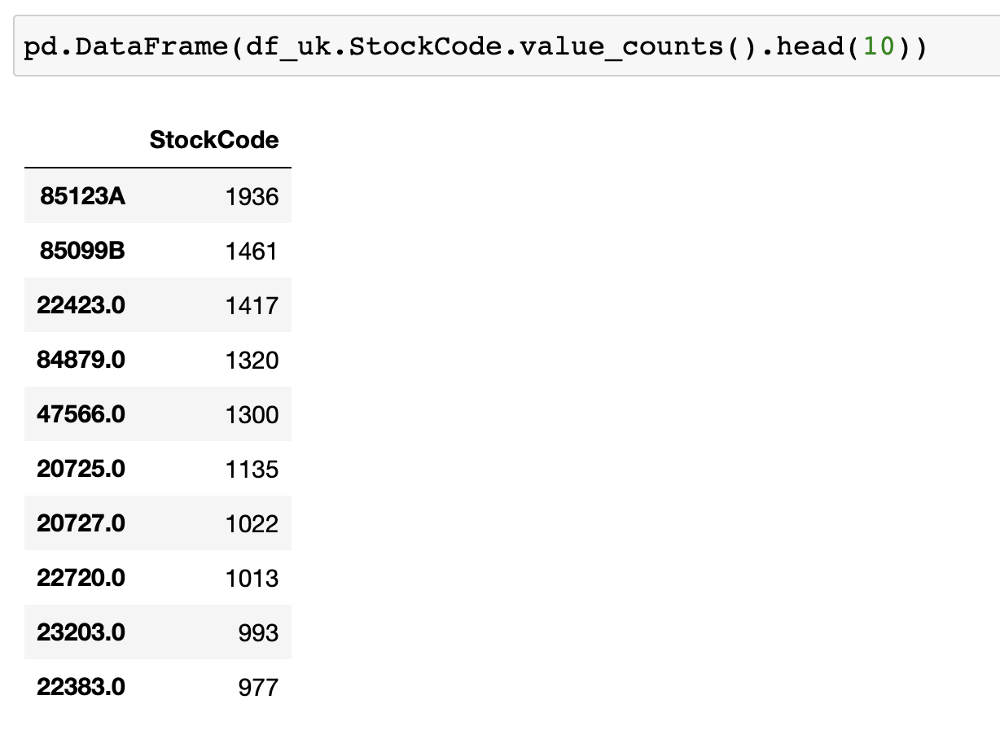 pd.DataFrame(df_uk.StockCode.value_counts().head(10))
StockCode
85123A 1936
85099B 1461
22423.0 1417
84879.0 1320
47566.0 1300
20725.0 1135
20727.0 1022
22720.0 1013
23203.0 993
22383.0 977